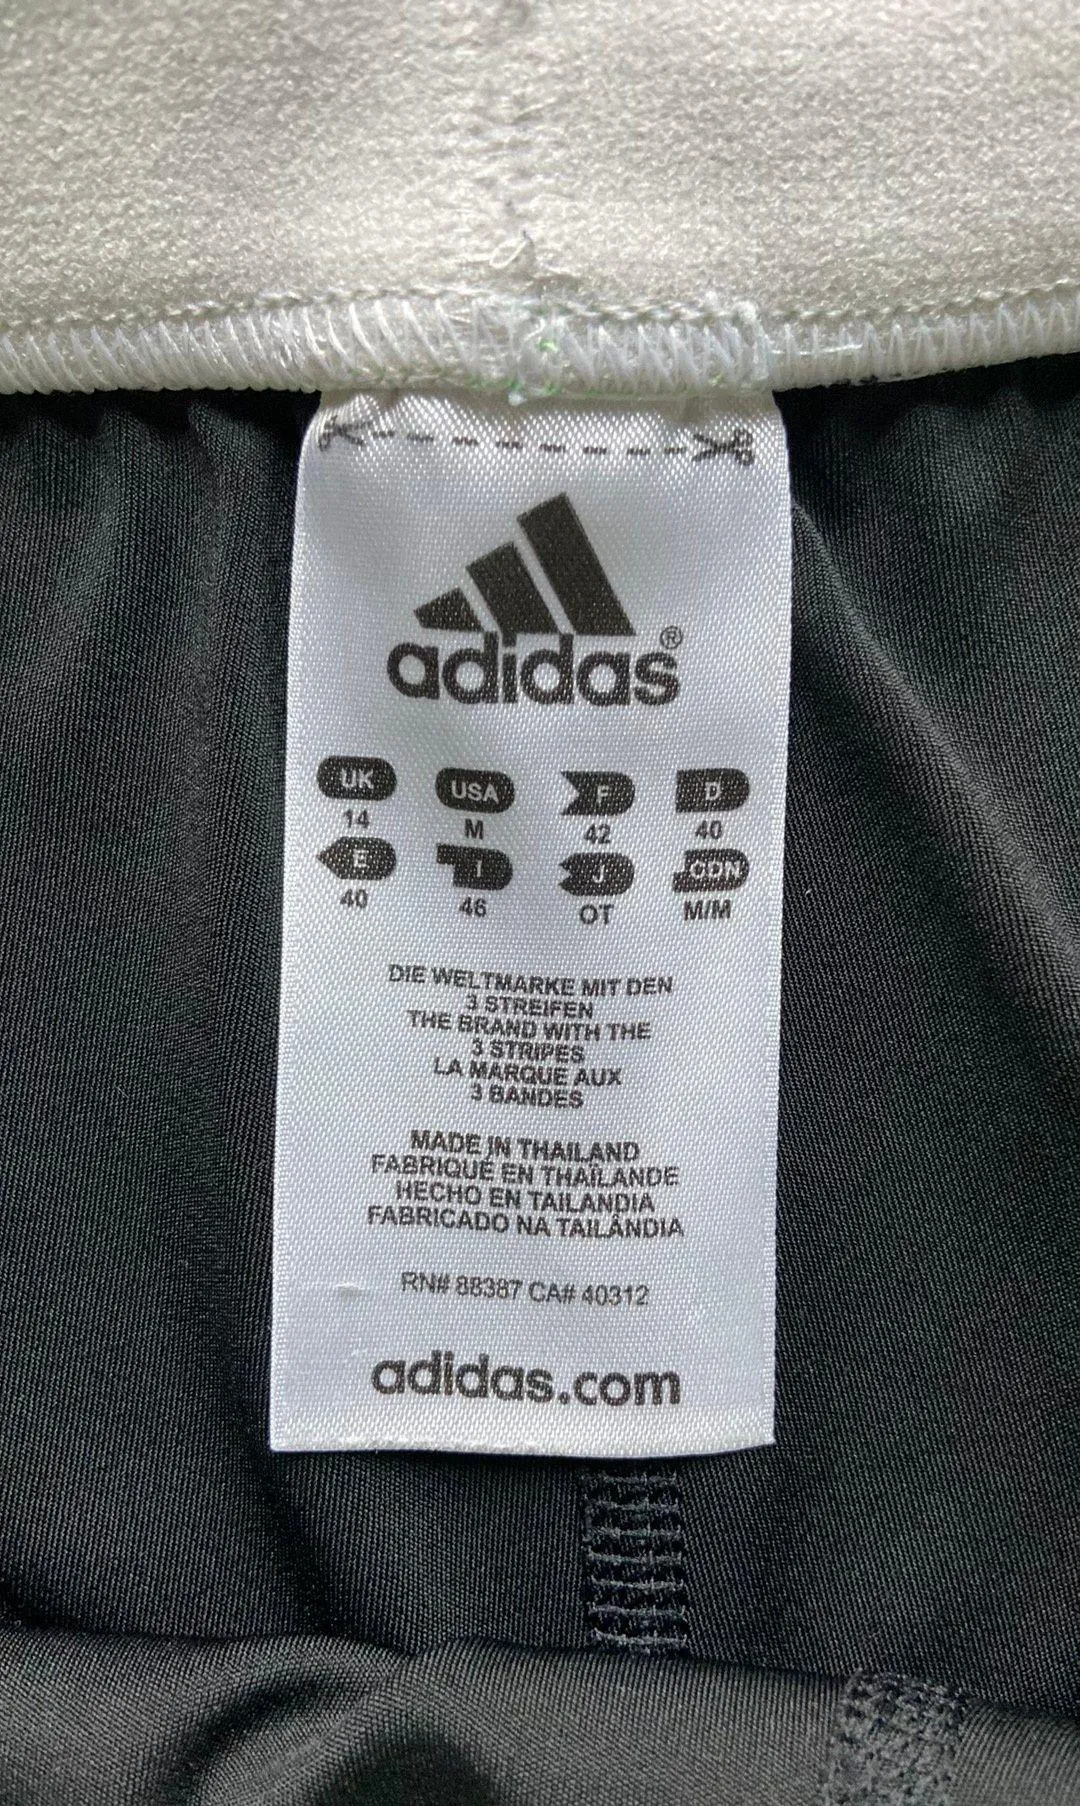 adidas®
UK USA F D
14 M 42 40
E I J CDN
40 46 OT M/M
DIE WELTMARKE MIT DEN
3 STREIFEN
THE BRAND WITH THE
3 STRIPES
LA MARQUE AUX
3 BANDES
MADE IN THAILAND
FABRIQUÉ EN THAÏLANDE
HECHO EN TAILANDIA
FABRICADO NA TAILÂNDIA
RN# 88387 CA# 40312
adidas.com